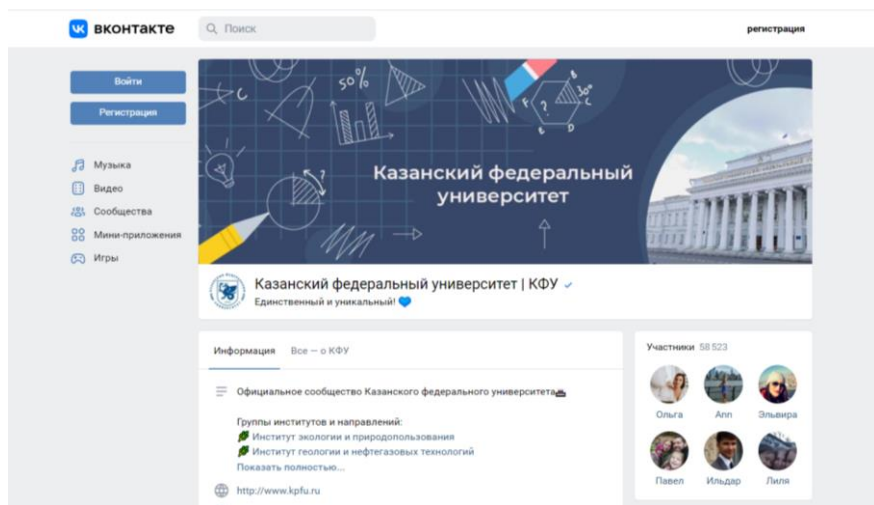 вконтакте
Поиск
регистрация
Войти
Регистрация
Музыка
Видео
Сообщества
Мини-приложения
Игры
50%
C
?
B
30°
F
?
C
E
D
Казанский федеральный
университет
Казанский федеральный университет | КФУ
Единственный и уникальный!
Информация
Все — о КФУ
Официальное сообщество Казанского федерального университета
Группы институтов и направлений:
Институт экологии и природопользования
Институт геологии и нефтегазовых технологий
Показать полностью...
http://www.kpfu.ru
Участники 58 523
Ольга
Ann
Эльвира
Павел
Ильдар
Лиля